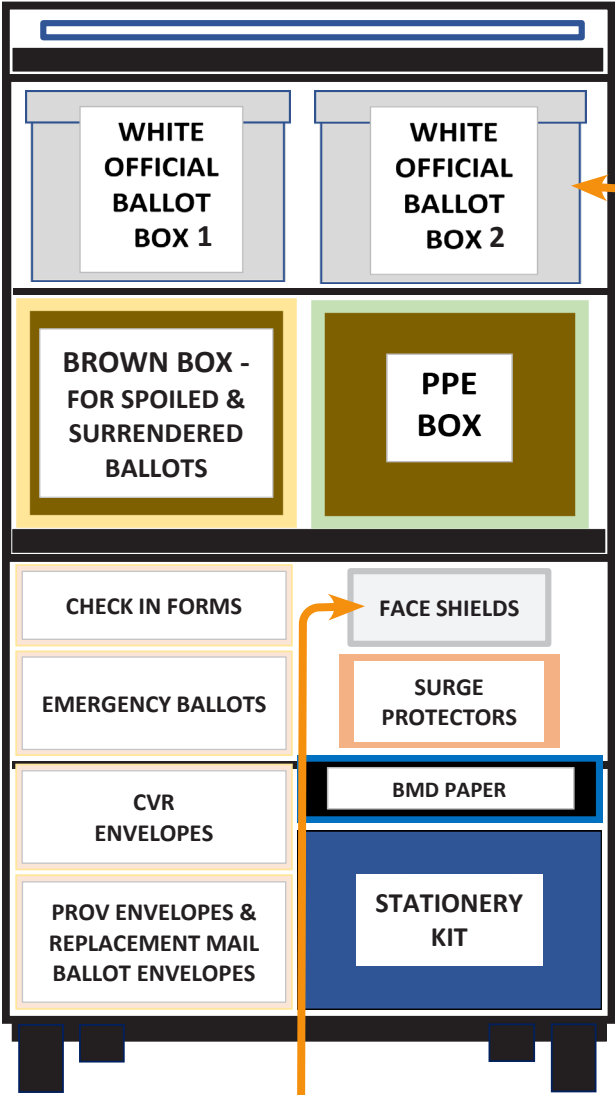 WHITE
OFFICIAL
BALLOT
BOX 1
WHITE
OFFICIAL
BALLOT
BOX 2
BROWN BOX -
FOR SPOILED &
SURRENDERED
BALLOTS
PPE
BOX
CHECK IN FORMS
FACE SHIELDS
EMERGENCY BALLOTS
SURGE
PROTECTORS
CVR
ENVELOPES
BMD PAPER
PROV ENVELOPES &
REPLACEMENT MAIL
BALLOT ENVELOPES
STATIONERY
KIT